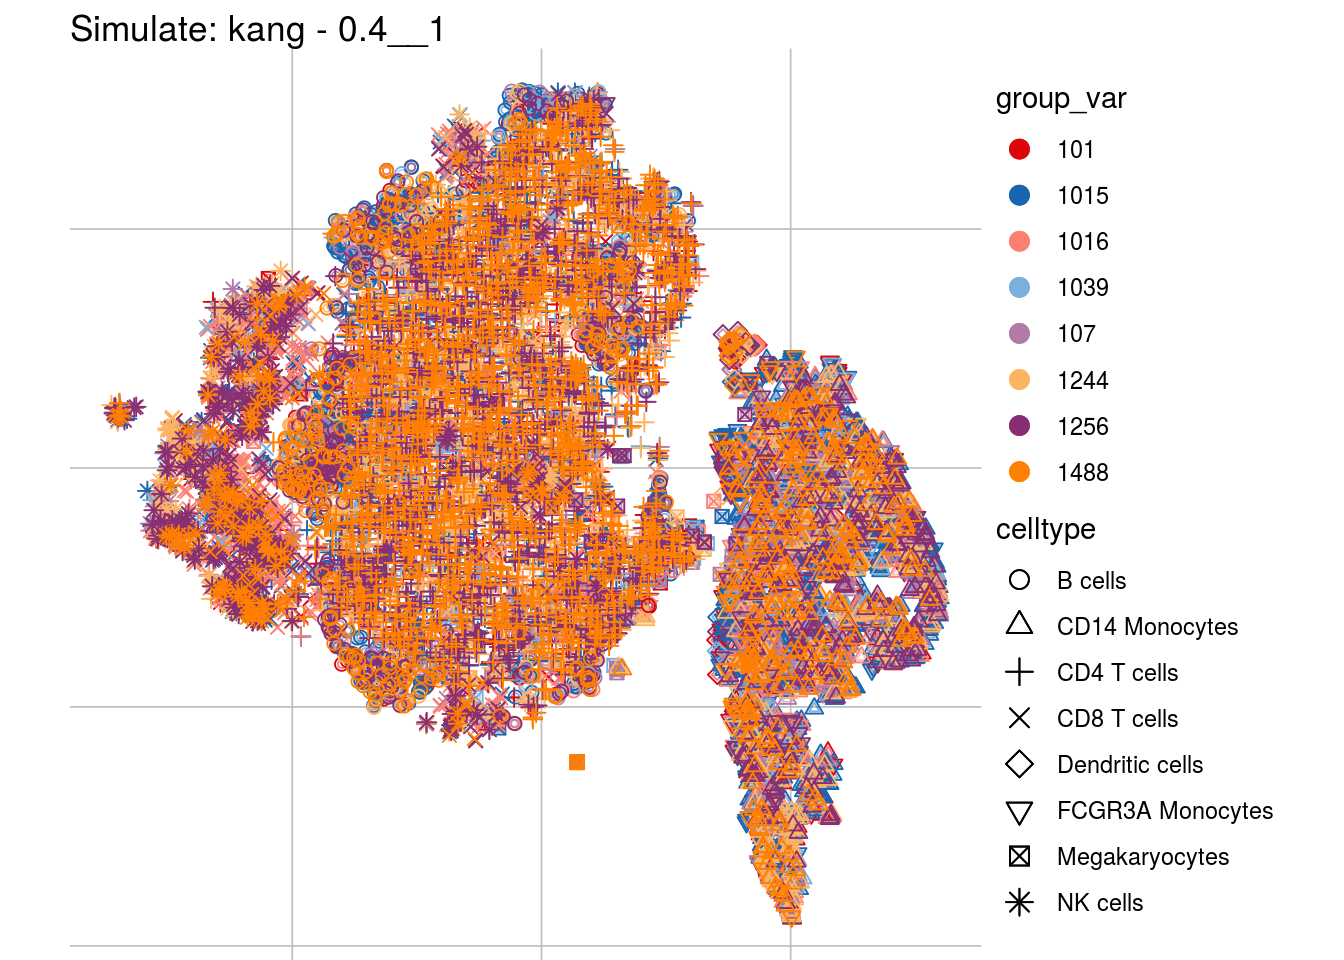 Simulate: kang - 0.4__1
group_var
101
1015
1016
1039
107
1244
1256
1488
celltype
B cells
CD14 Monocytes
CD4 T cells
CD8 T cells
Dendritic cells
FCGR3A Monocytes
Megakaryocytes
NK cells